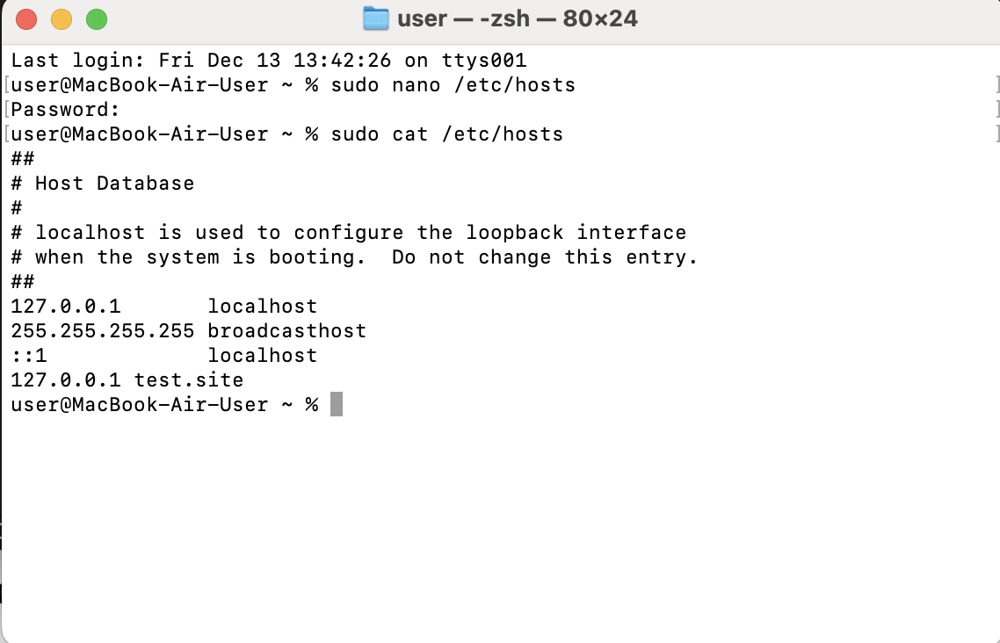 user — -zsh — 80×24
Last login: Fri Dec 13 13:42:26 on ttys001
[user@MacBook-Air-User ~ % sudo nano /etc/hosts ]
[Password: ]
[user@MacBook-Air-User ~ % sudo cat /etc/hosts ]
##
# Host Database
#
# localhost is used to configure the loopback interface
# when the system is booting.  Do not change this entry.
##
127.0.0.1       localhost
255.255.255.255 broadcasthost
::1             localhost
127.0.0.1 test.site
user@MacBook-Air-User ~ %